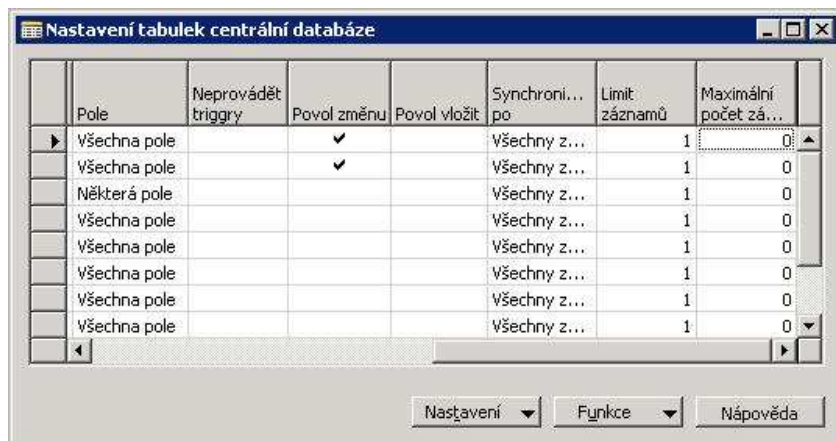 Nastavení tabulek centrální databáze
Pole Neprovádět triggry Povol změnu Povol vložit Synchroni... po Limit záznamů Maximální počet zá...
Všechna pole ✔ Všechny z... 1 0
Všechna pole ✔ Všechny z... 1 0
Některá pole Všechny z... 1 0
Všechna pole Všechny z... 1 0
Všechna pole Všechny z... 1 0
Všechna pole Všechny z... 1 0
Všechna pole Všechny z... 1 0
Všechna pole Všechny z... 1 0
Nastavení Funkce Nápověda